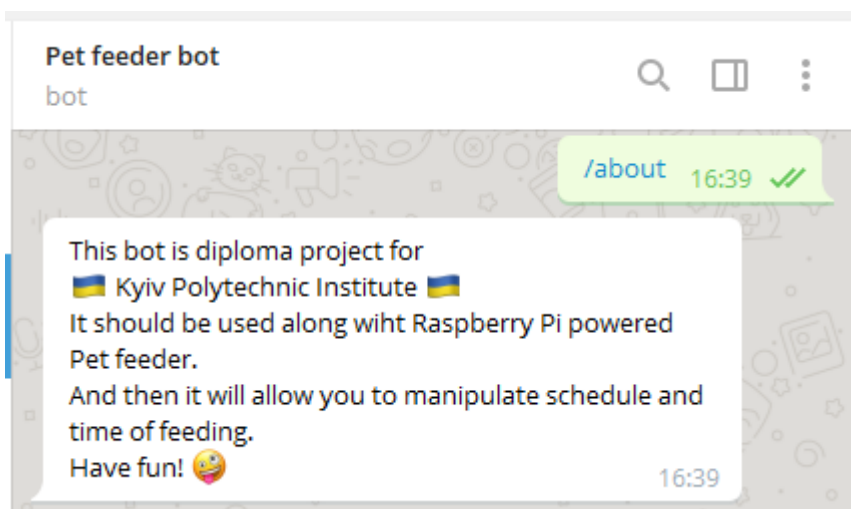 Pet feeder bot
bot
/about 16:39
This bot is diploma project for
🇺🇦 Kyiv Polytechnic Institute 🇺🇦
It should be used along wiht Raspberry Pi powered
Pet feeder.
And then it will allow you to manipulate schedule and
time of feeding.
Have fun! 🤪
16:39